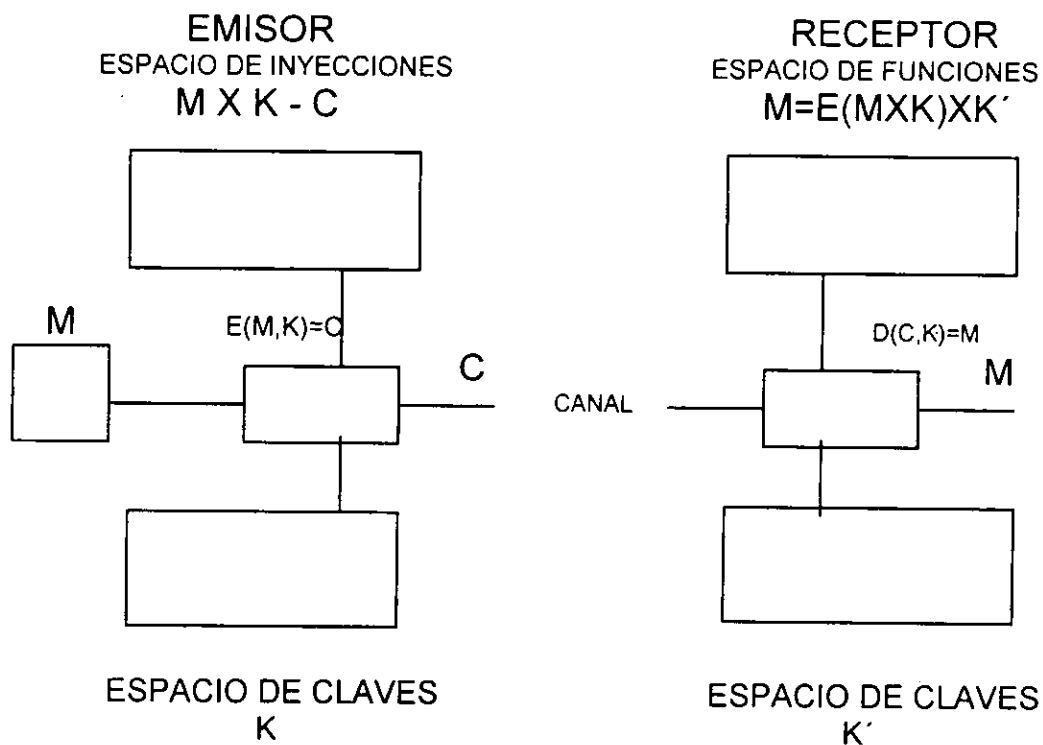 EMISOR
ESPACIO DE INYECCIONES
M X K - C
RECEPTOR
ESPACIO DE FUNCIONES
M=E(MXK)XK´
M
E(M,K)=C
C
CANAL
D(C,K)=M
M
ESPACIO DE CLAVES
K
ESPACIO DE CLAVES
K´